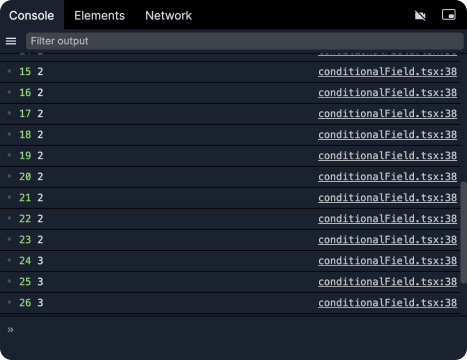 Console Elements Network
Filter output
15 2 conditionalField.tsx:38
16 2 conditionalField.tsx:38
17 2 conditionalField.tsx:38
18 2 conditionalField.tsx:38
19 2 conditionalField.tsx:38
20 2 conditionalField.tsx:38
21 2 conditionalField.tsx:38
22 2 conditionalField.tsx:38
23 2 conditionalField.tsx:38
24 3 conditionalField.tsx:38
25 3 conditionalField.tsx:38
26 3 conditionalField.tsx:38
»